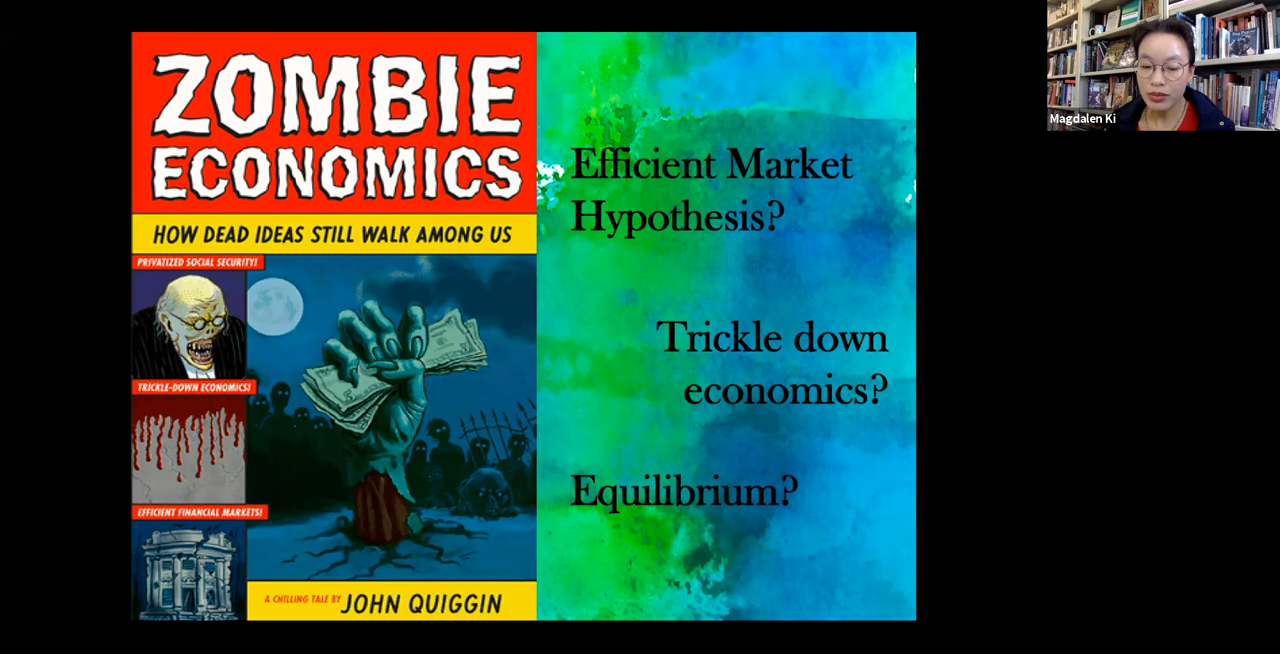 ZOMBIE
ECONOMICS
HOW DEAD IDEAS STILL WALK AMONG US
PRIVATIZED SOCIAL SECURITY!
TRICKLE-DOWN ECONOMICS!
EFFICIENT FINANCIAL MARKETS!
A CHILLING TALE BY JOHN QUIGGIN
Efficient Market
Hypothesis?
Trickle down
economics?
Equilibrium?
Magdalen Ki